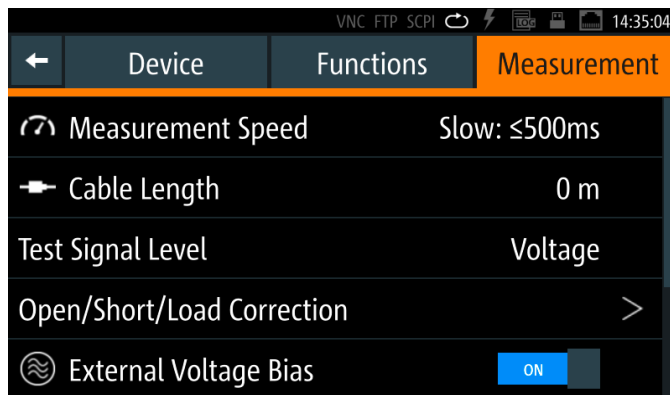 VNC FTP SCPI LOG 14:35:04
Device Functions Measurement
Measurement Speed Slow: ≤500ms
Cable Length 0 m
Test Signal Level Voltage
Open/Short/Load Correction >
External Voltage Bias ON